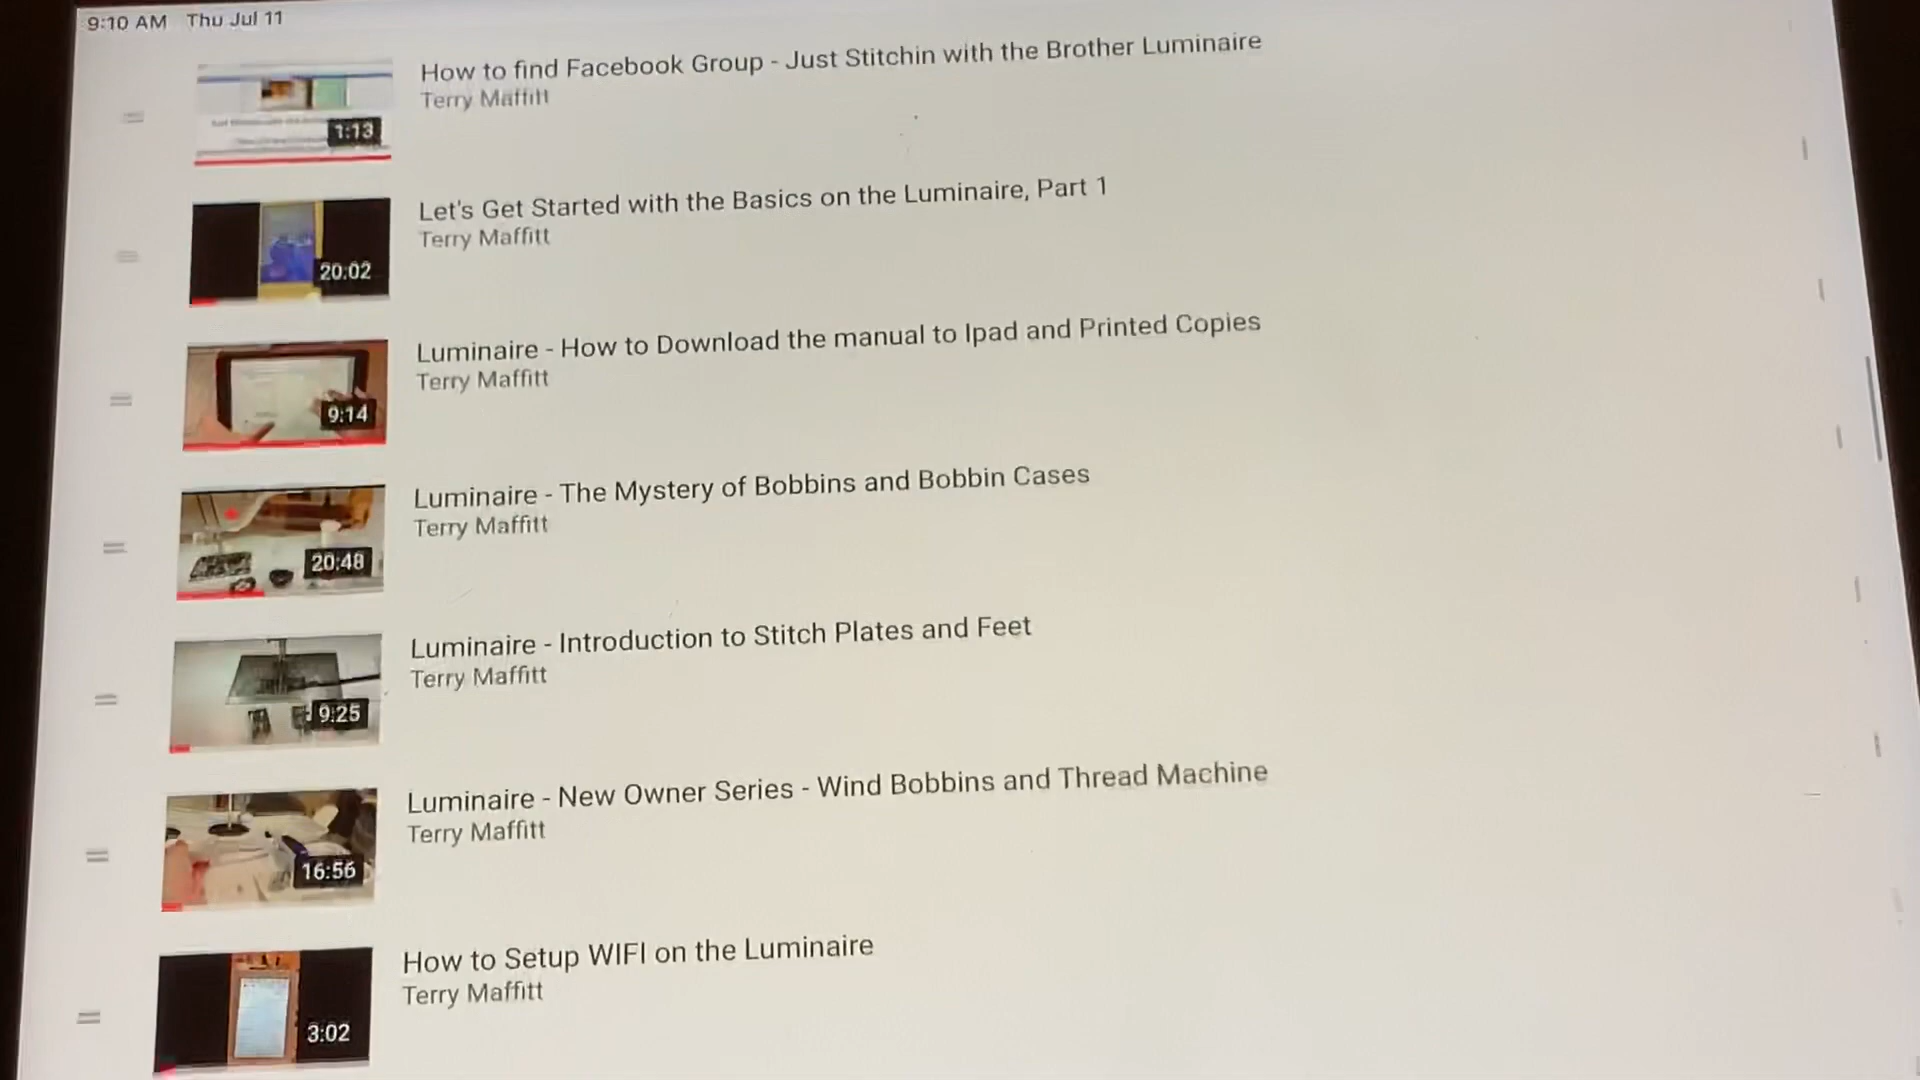 9:10 AM Thu Jul 11
How to find Facebook Group - Just Stitchin with the Brother Luminaire
Terry Maffitt
1:13
Let's Get Started with the Basics on the Luminaire, Part 1
Terry Maffitt
20:02
Luminaire - How to Download the manual to Ipad and Printed Copies
Terry Maffitt
9:14
Luminaire - The Mystery of Bobbins and Bobbin Cases
Terry Maffitt
20:48
Luminaire - Introduction to Stitch Plates and Feet
Terry Maffitt
9:25
Luminaire - New Owner Series - Wind Bobbins and Thread Machine
Terry Maffitt
16:56
How to Setup WIFI on the Luminaire
Terry Maffitt
3:02